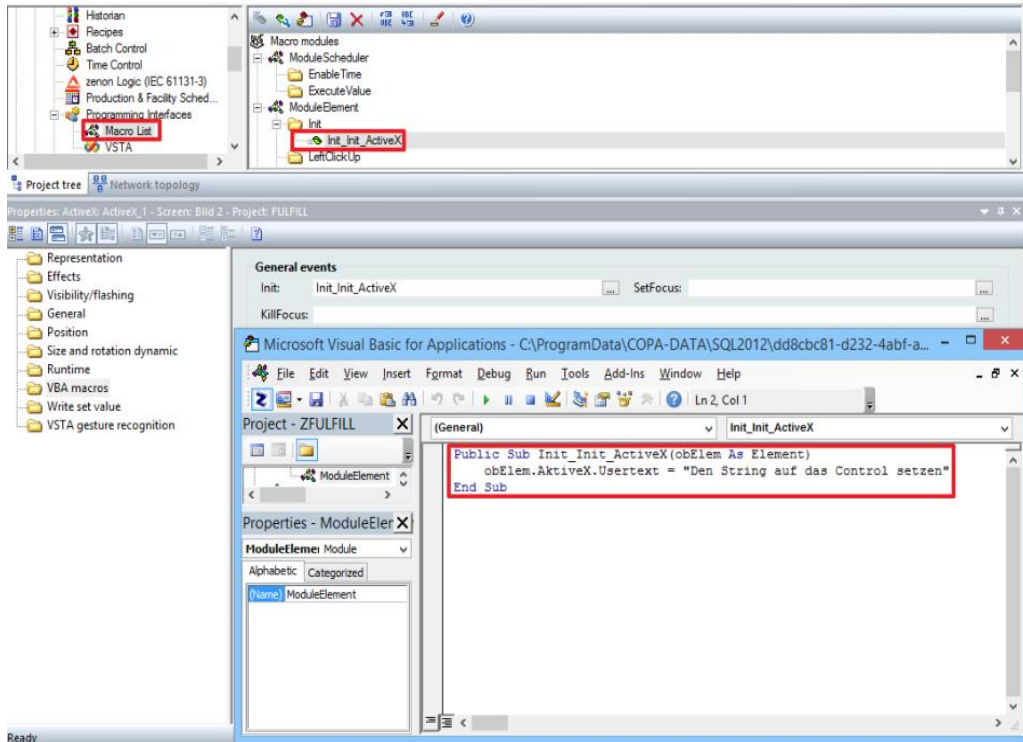 Historian
Recipes
Batch Control
Time Control
zenon Logic (IEC 61131-3)
Production & Facility Sched...
Programming Interfaces
Macro List
VSTA
Project tree
Network topology
Macro modules
ModuleScheduler
EnableTime
ExecuteValue
ModuleElement
Init
Init_Init_ActiveX
LeftClickUp
Properties: ActiveX: ActiveX_1 - Screen: Bild 2 - Project: FULFILL
Representation
Effects
Visibility/flashing
General
Position
Size and rotation dynamic
Runtime
VBA macros
Write set value
VSTA gesture recognition
General events
Init: Init_Init_ActiveX ... SetFocus: ...
KillFocus: ...
Microsoft Visual Basic for Applications - C:\ProgramData\COPA-DATA\SQL2012\dd8cbc81-d232-4abf-a...
File Edit View Insert Format Debug Run Tools Add-Ins Window Help
Ln 2, Col 1
Project - ZFULFILL
ModuleElement
Properties - ModuleEler
ModuleElemei Module
Alphabetic Categorized
(Name) ModuleElement
(General) Init_Init_ActiveX
Public Sub Init_Init_ActiveX(obElem As Element)
obElem.AktiveX.Usertext = "Den String auf das Control setzen"
End Sub
Ready